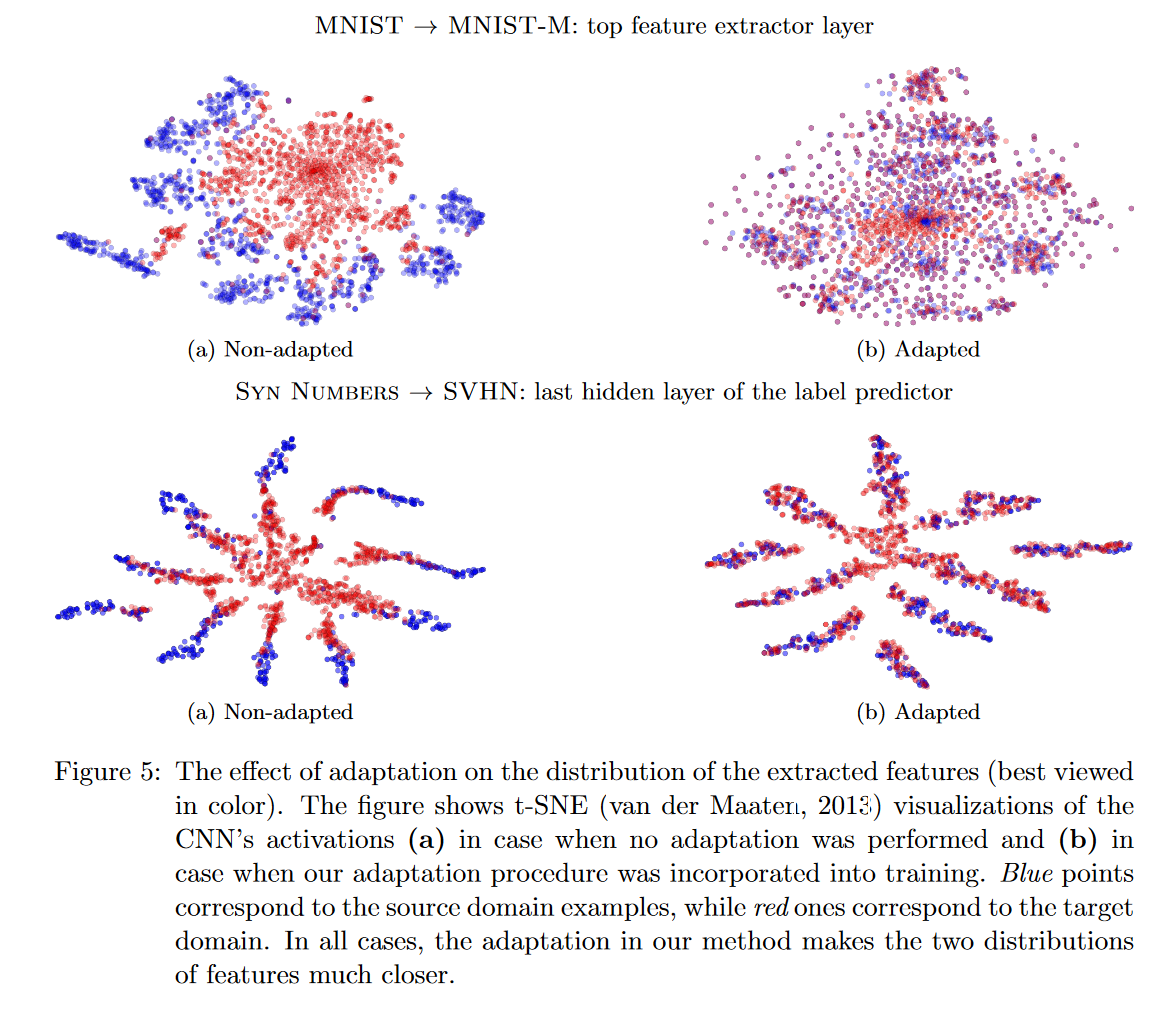 MNIST → MNIST-M: top feature extractor layer
(a) Non-adapted
(b) Adapted
SYN NUMBERS → SVHN: last hidden layer of the label predictor
(a) Non-adapted
(b) Adapted
Figure 5: The effect of adaptation on the distribution of the extracted features (best viewed
in color). The figure shows t-SNE (van der Maaten, 2013) visualizations of the
CNN's activations (a) in case when no adaptation was performed and (b) in
case when our adaptation procedure was incorporated into training. Blue points
correspond to the source domain examples, while red ones correspond to the target
domain. In all cases, the adaptation in our method makes the two distributions
of features much closer.